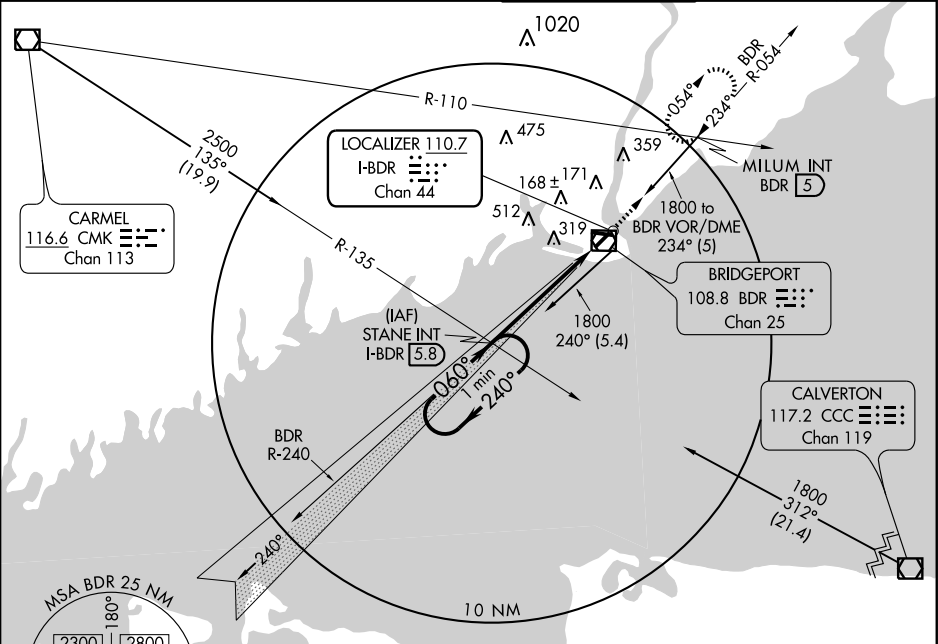 1020
BDR
R-054
054°
234°
R-110
475
359
2500
135°
(19.9)
LOCALIZER 110.7
I-BDR
Chan 44
168 ±
171
MILUM INT
BDR 5
512
319
1800 to
BDR VOR/DME
234° (5)
CARMEL
116.6 CMK
Chan 113
R-135
BRIDGEPORT
108.8 BDR
Chan 25
(IAF)
STANE INT
I-BDR 5.8
1800
240° (5.4)
060°
1 min
240°
CALVERTON
117.2 CCC
Chan 119
BDR
R-240
1800
312°
(21.4)
240°
MSA BDR 25 NM
180°
10 NM
2300
2800